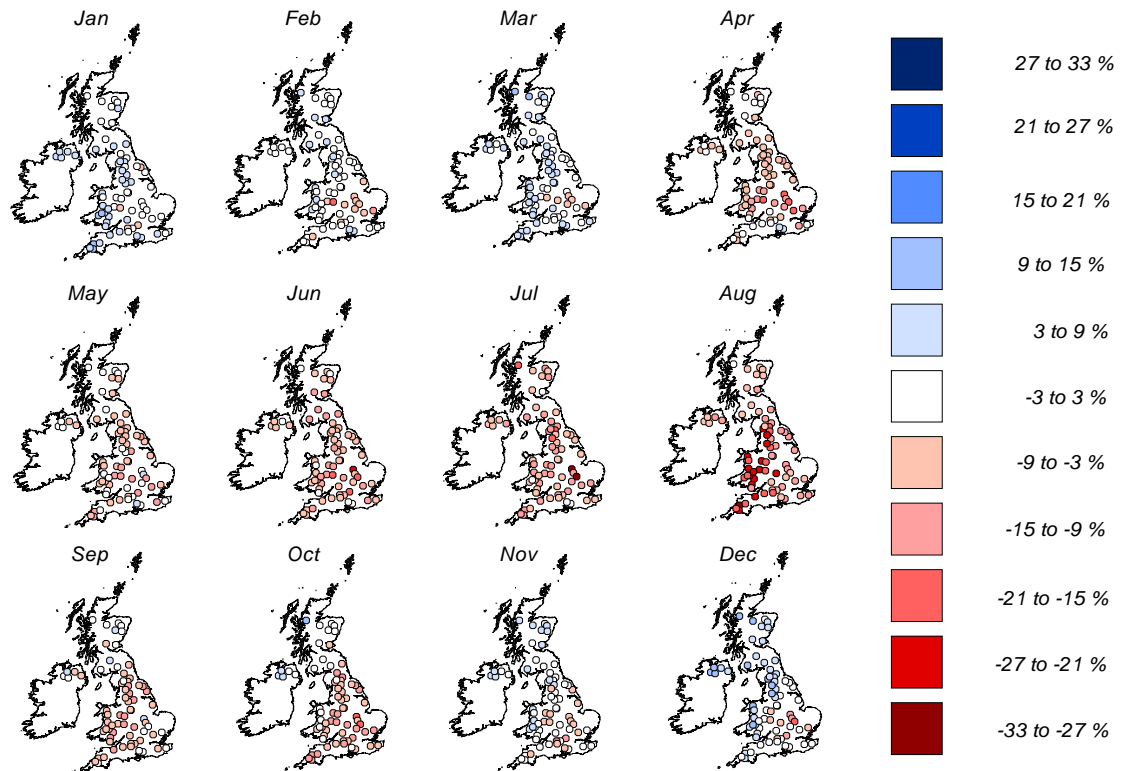 Jan
Feb
Mar
Apr
May
Jun
Jul
Aug
Sep
Oct
Nov
Dec
27 to 33 %
21 to 27 %
15 to 21 %
9 to 15 %
3 to 9 %
-3 to 3 %
-9 to -3 %
-15 to -9 %
-21 to -15 %
-27 to -21 %
-33 to -27 %